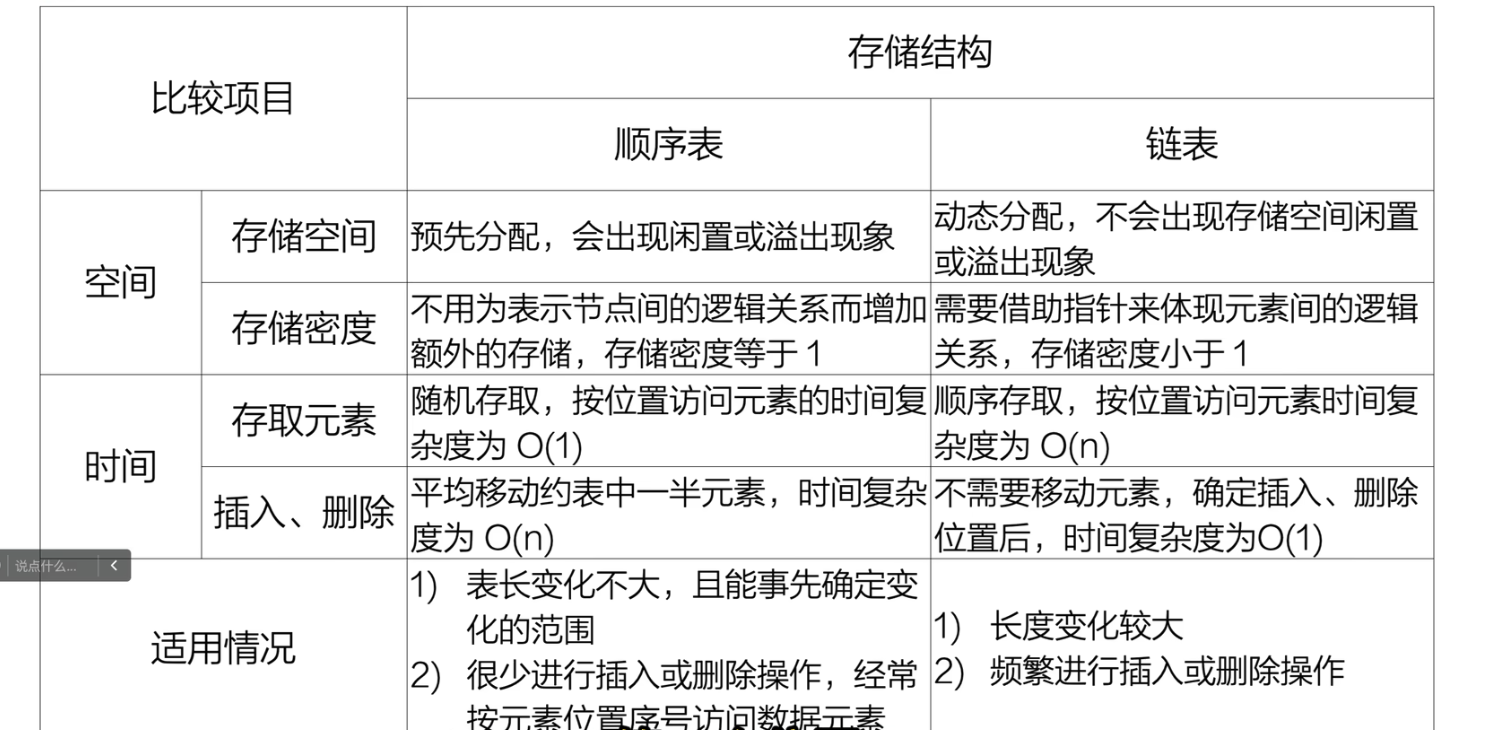 比较项目
存储结构
顺序表
链表
空间
存储空间
预先分配，会出现闲置或溢出现象
动态分配，不会出现存储空间闲置
或溢出现象
存储密度
不用为表示节点间的逻辑关系而增加
额外的存储，存储密度等于 1
需要借助指针来体现元素间的逻辑
关系，存储密度小于 1
时间
存取元素
随机存取，按位置访问元素的时间复
杂度为 O(1)
顺序存取，按位置访问元素时间复
杂度为 O(n)
插入、删除
平均移动约表中一半元素，时间复杂
度为 O(n)
不需要移动元素，确定插入、删除
位置后，时间复杂度为O(1)
说点什么...
适用情况
1) 表长变化不大，且能事先确定变
化的范围
2) 很少进行插入或删除操作，经常
按元素位置序号访问数据元素
1) 长度变化较大
2) 频繁进行插入或删除操作